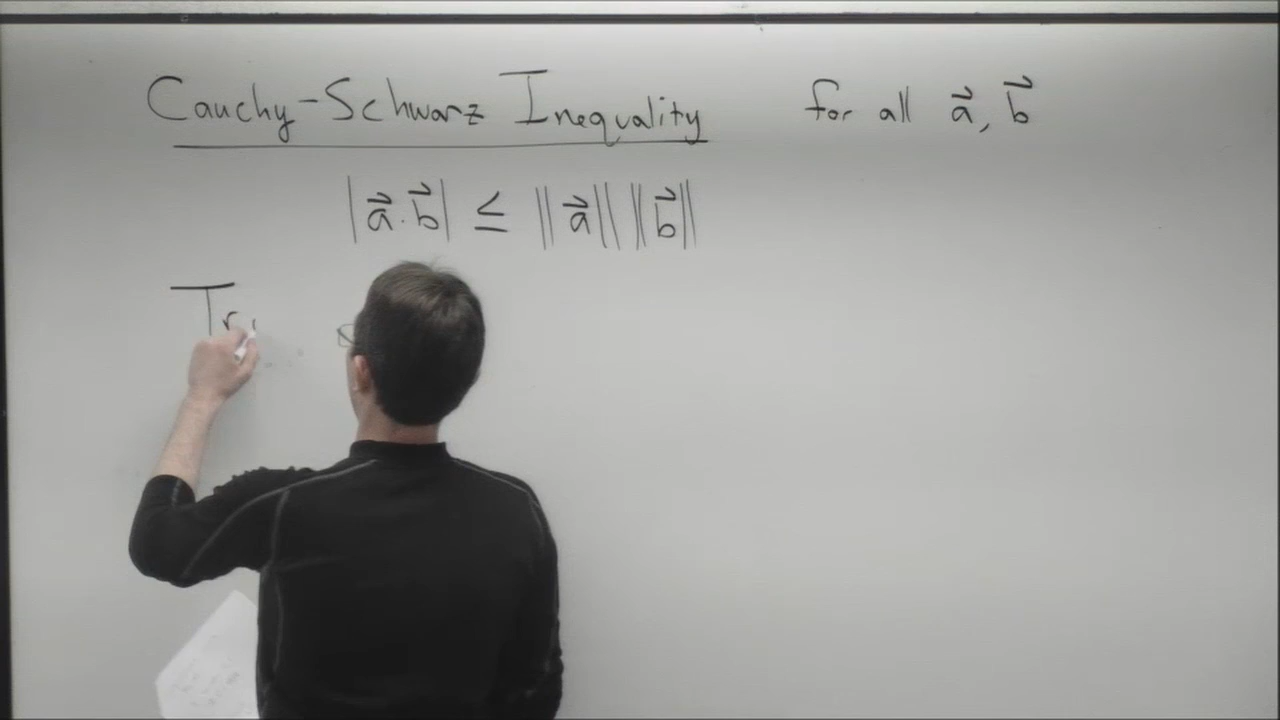 Cauchy-Schwarz Inequality for all a⃗, b⃗
|a⃗·b⃗| ≤ ||a⃗|| ||b⃗||